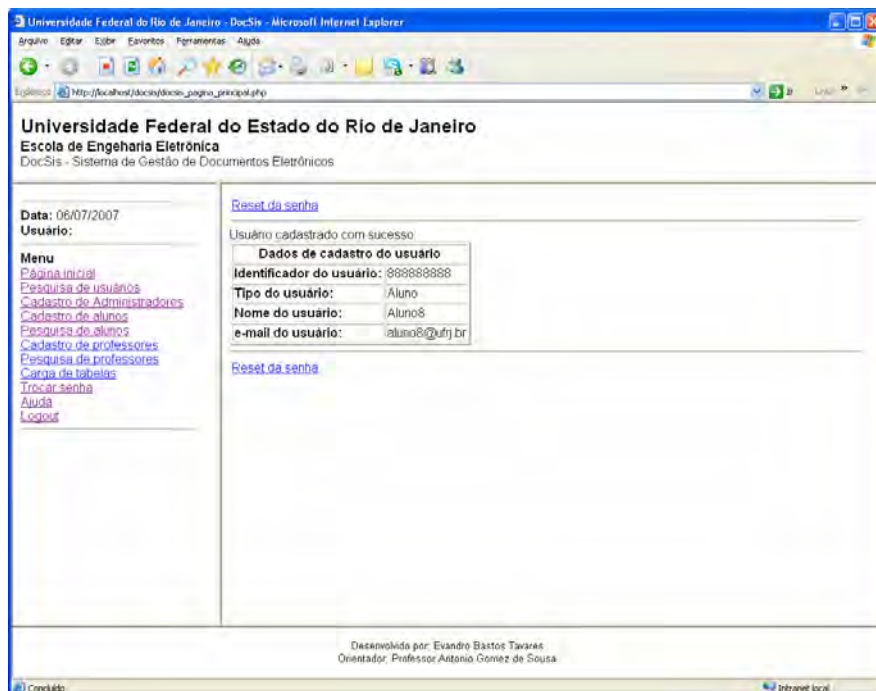 Universidade Federal do Rio de Janeiro - DocSis - Microsoft Internet Explorer
Arquivo Editar Exibir Favoritos Ferramentas Ajuda
Endereço http://localhost/docsis/docsis_pagina_principal.php Ir Links
Universidade Federal do Estado do Rio de Janeiro
Escola de Engeharia Eletrônica
DocSis - Sistema de Gestão de Documentos Eletrônicos
Data: 06/07/2007
Usuário:
Menu
Página inicial
Pesquisa de usuários
Cadastro de Administradores
Cadastro de alunos
Pesquisa de alunos
Cadastro de professores
Pesquisa de professores
Carga de tabelas
Trocar senha
Ajuda
Logout
Reset da senha
Usuário cadastrado com sucesso
Dados de cadastro do usuário
Identificador do usuário: 888888888
Tipo do usuário: Aluno
Nome do usuário: Aluno8
e-mail do usuário: aluno8@ufrj.br
Reset da senha
Desenvolvido por: Evandro Bastos Tavares
Orientador: Professor Antonio Gomez de Sousa
Concluído Intranet local